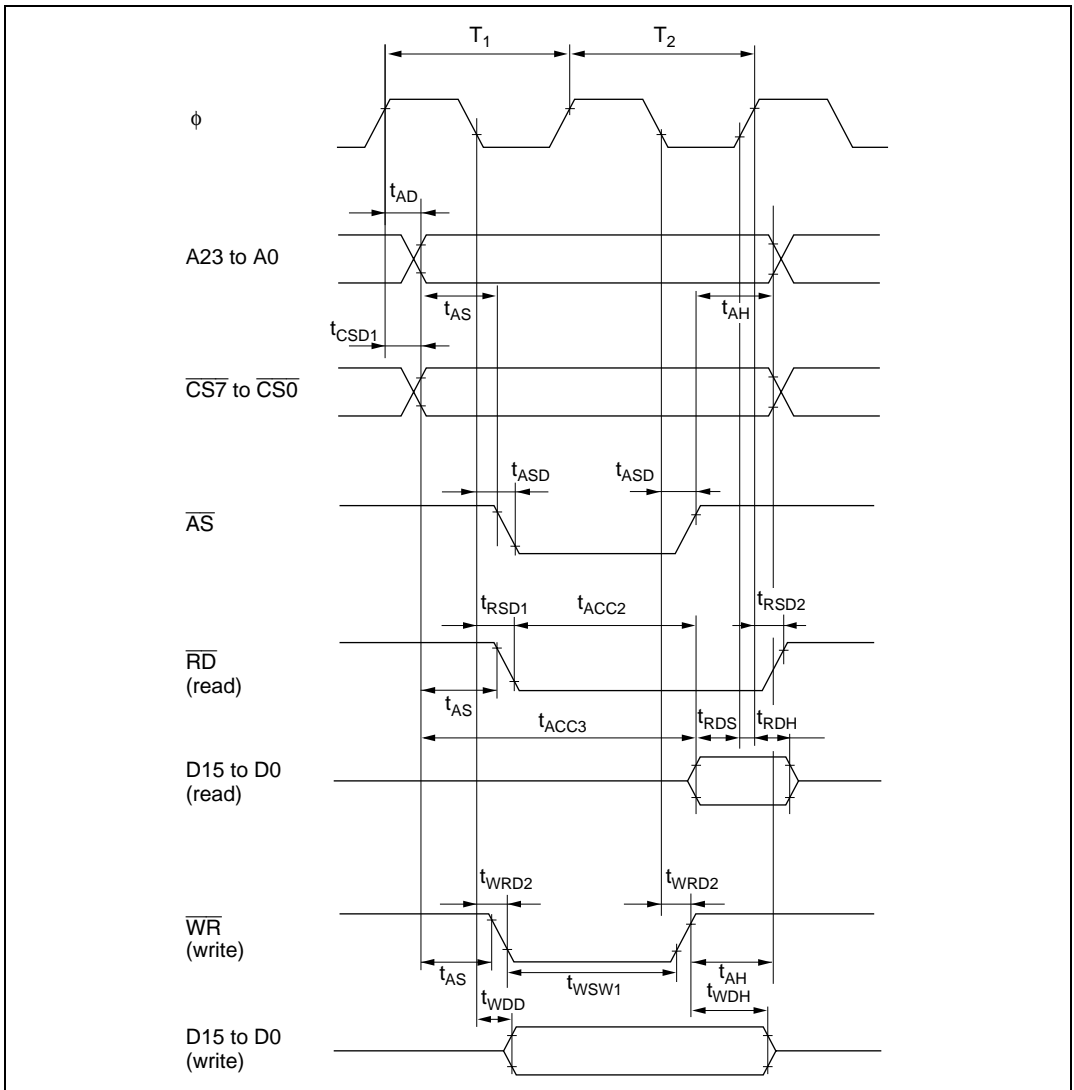 T1 T2
φ
tAD
A23 to A0
tAS tAH
tCSD1
CS7 to CS0
tASD tASD
AS
tRSD1 tACC2 tRSD2
RD
(read)
tAS
tACC3 tRDS tRDH
D15 to D0
(read)
tWRD2 tWRD2
WR
(write)
tAS tWSW1 tAH
tWDD tWDH
D15 to D0
(write)